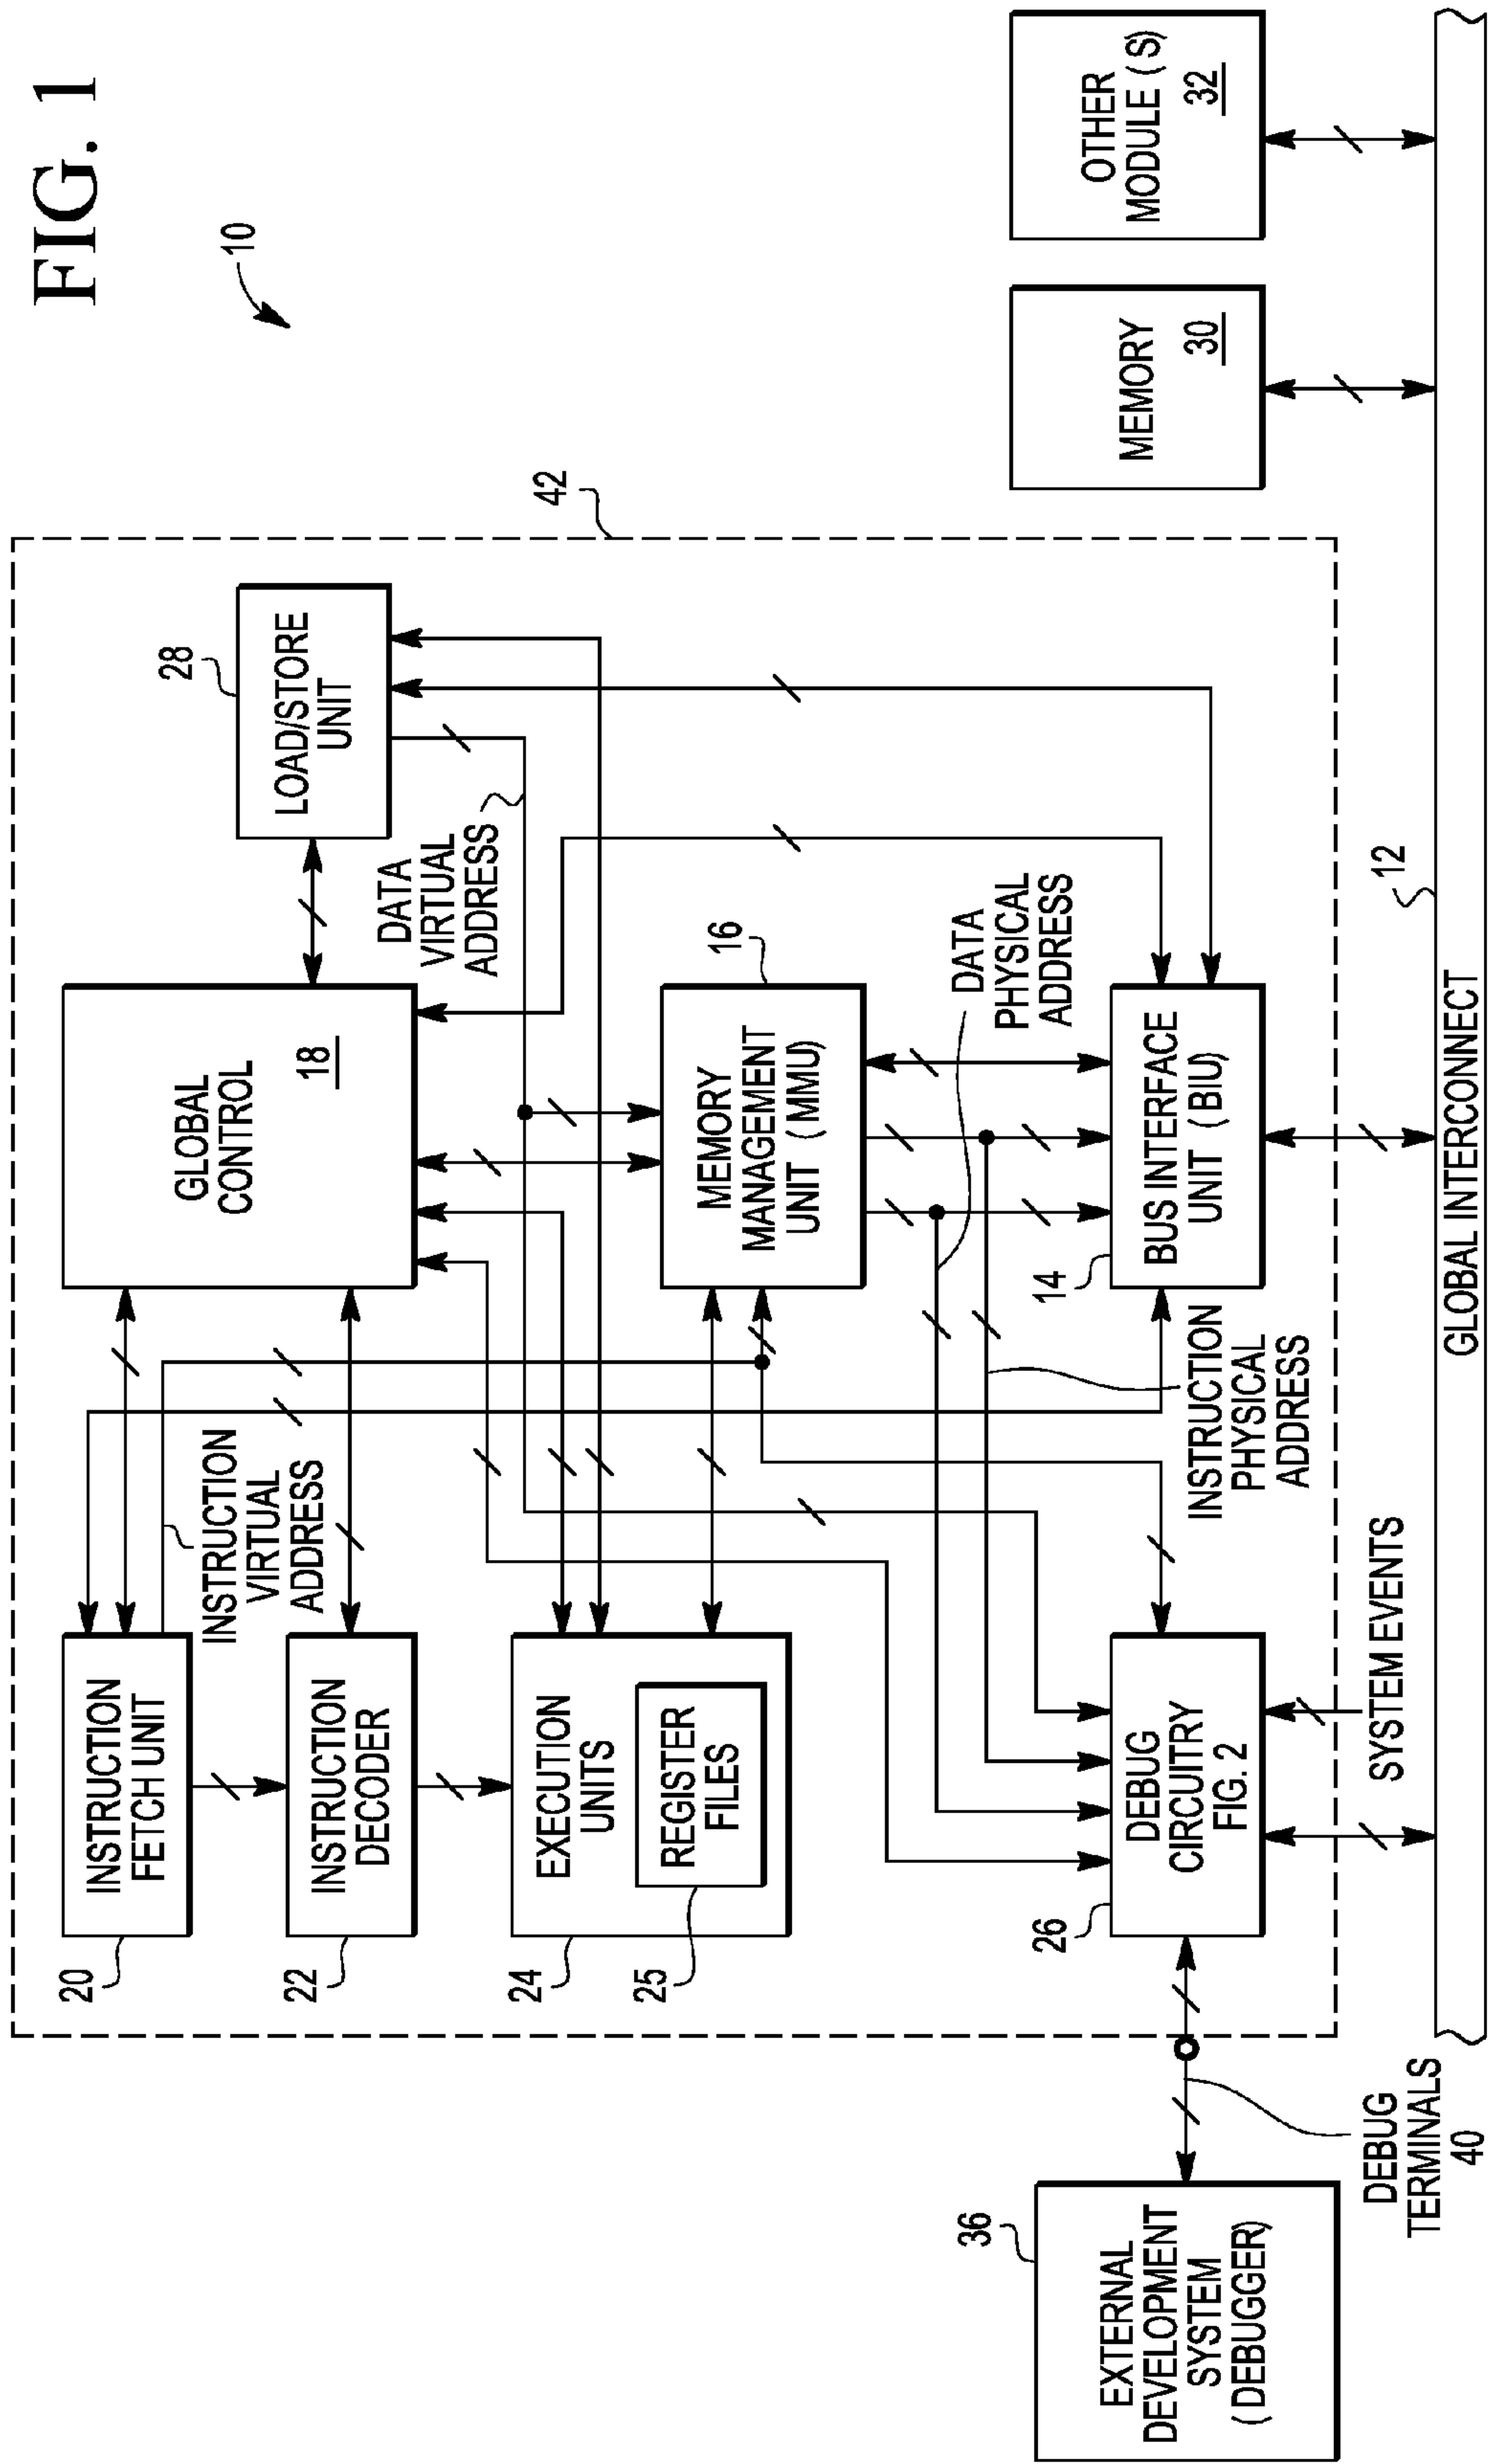 FIG. 1
10
42
20
INSTRUCTION
FETCH UNIT
INSTRUCTION
VIRTUAL
ADDRESS
22
INSTRUCTION
DECODER
24
EXECUTION
UNITS
25
REGISTER
FILES
GLOBAL
CONTROL
18
28
LOAD/STORE
UNIT
DATA
VIRTUAL
ADDRESS
16
MEMORY
MANAGEMENT
UNIT (MMU)
DATA
PHYSICAL
ADDRESS
14
BUS INTERFACE
UNIT (BIU)
INSTRUCTION
PHYSICAL
ADDRESS
26
DEBUG
CIRCUITRY
FIG. 2
SYSTEM EVENTS
36
EXTERNAL
DEVELOPMENT
SYSTEM
(DEBUGGER)
DEBUG
TERMINALS
40
MEMORY
30
OTHER
MODULE (S)
32
12
GLOBAL INTERCONNECT